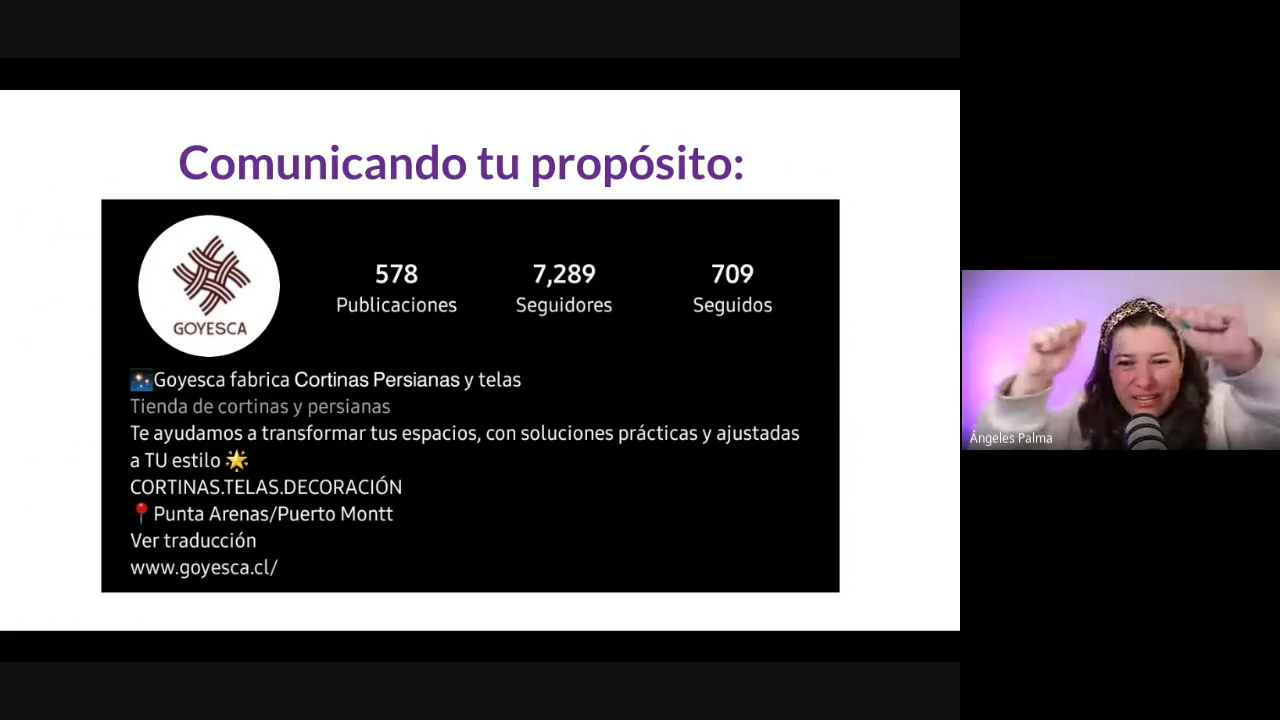 Comunicando tu propósito:
GOYESCA
578
Publicaciones
7,289
Seguidores
709
Seguidos
🌠Goyesca fabrica Cortinas Persianas y telas
Tienda de cortinas y persianas
Te ayudamos a transformar tus espacios, con soluciones prácticas y ajustadas
a TU estilo 🌟
CORTINAS.TELAS.DECORACIÓN
📍Punta Arenas/Puerto Montt
Ver traducción
www.goyesca.cl/
Ángeles Palma